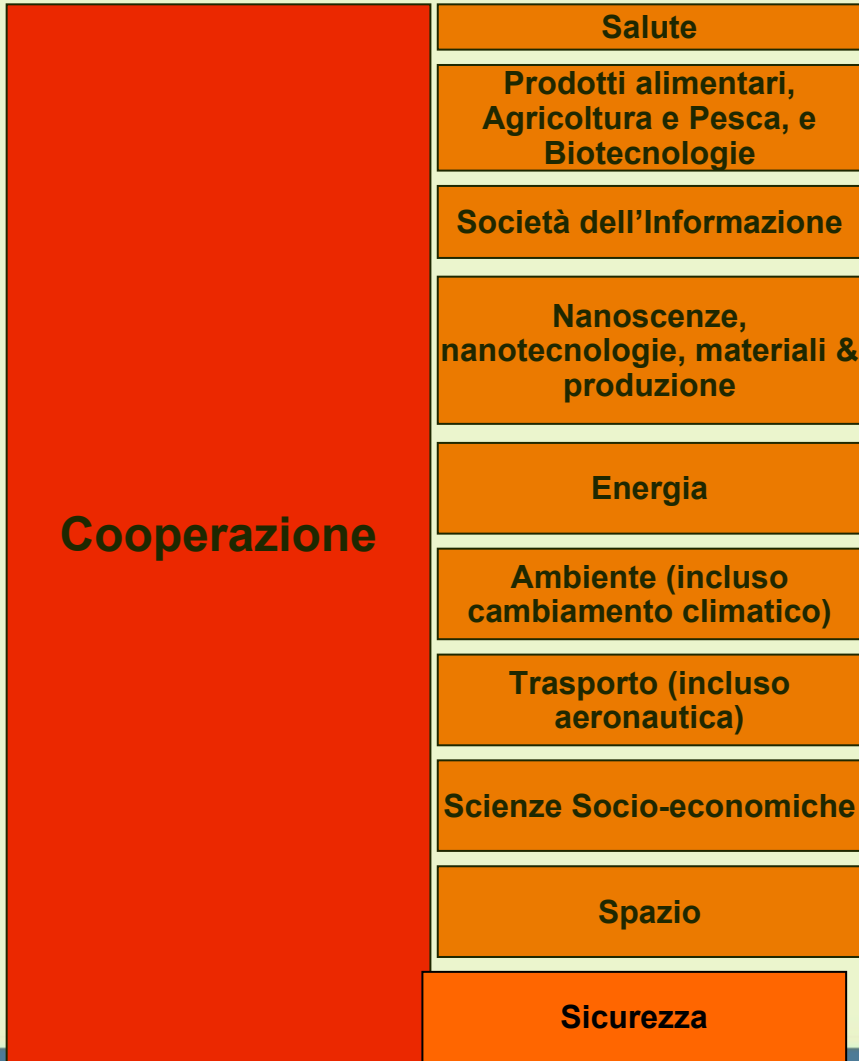 Cooperazione
Salute
Prodotti alimentari,
Agricoltura e Pesca, e
Biotecnologie
Società dell’Informazione
Nanoscenze,
nanotecnologie, materiali &
produzione
Energia
Ambiente (incluso
cambiamento climatico)
Trasporto (incluso
aeronautica)
Scienze Socio-economiche
Spazio
Sicurezza